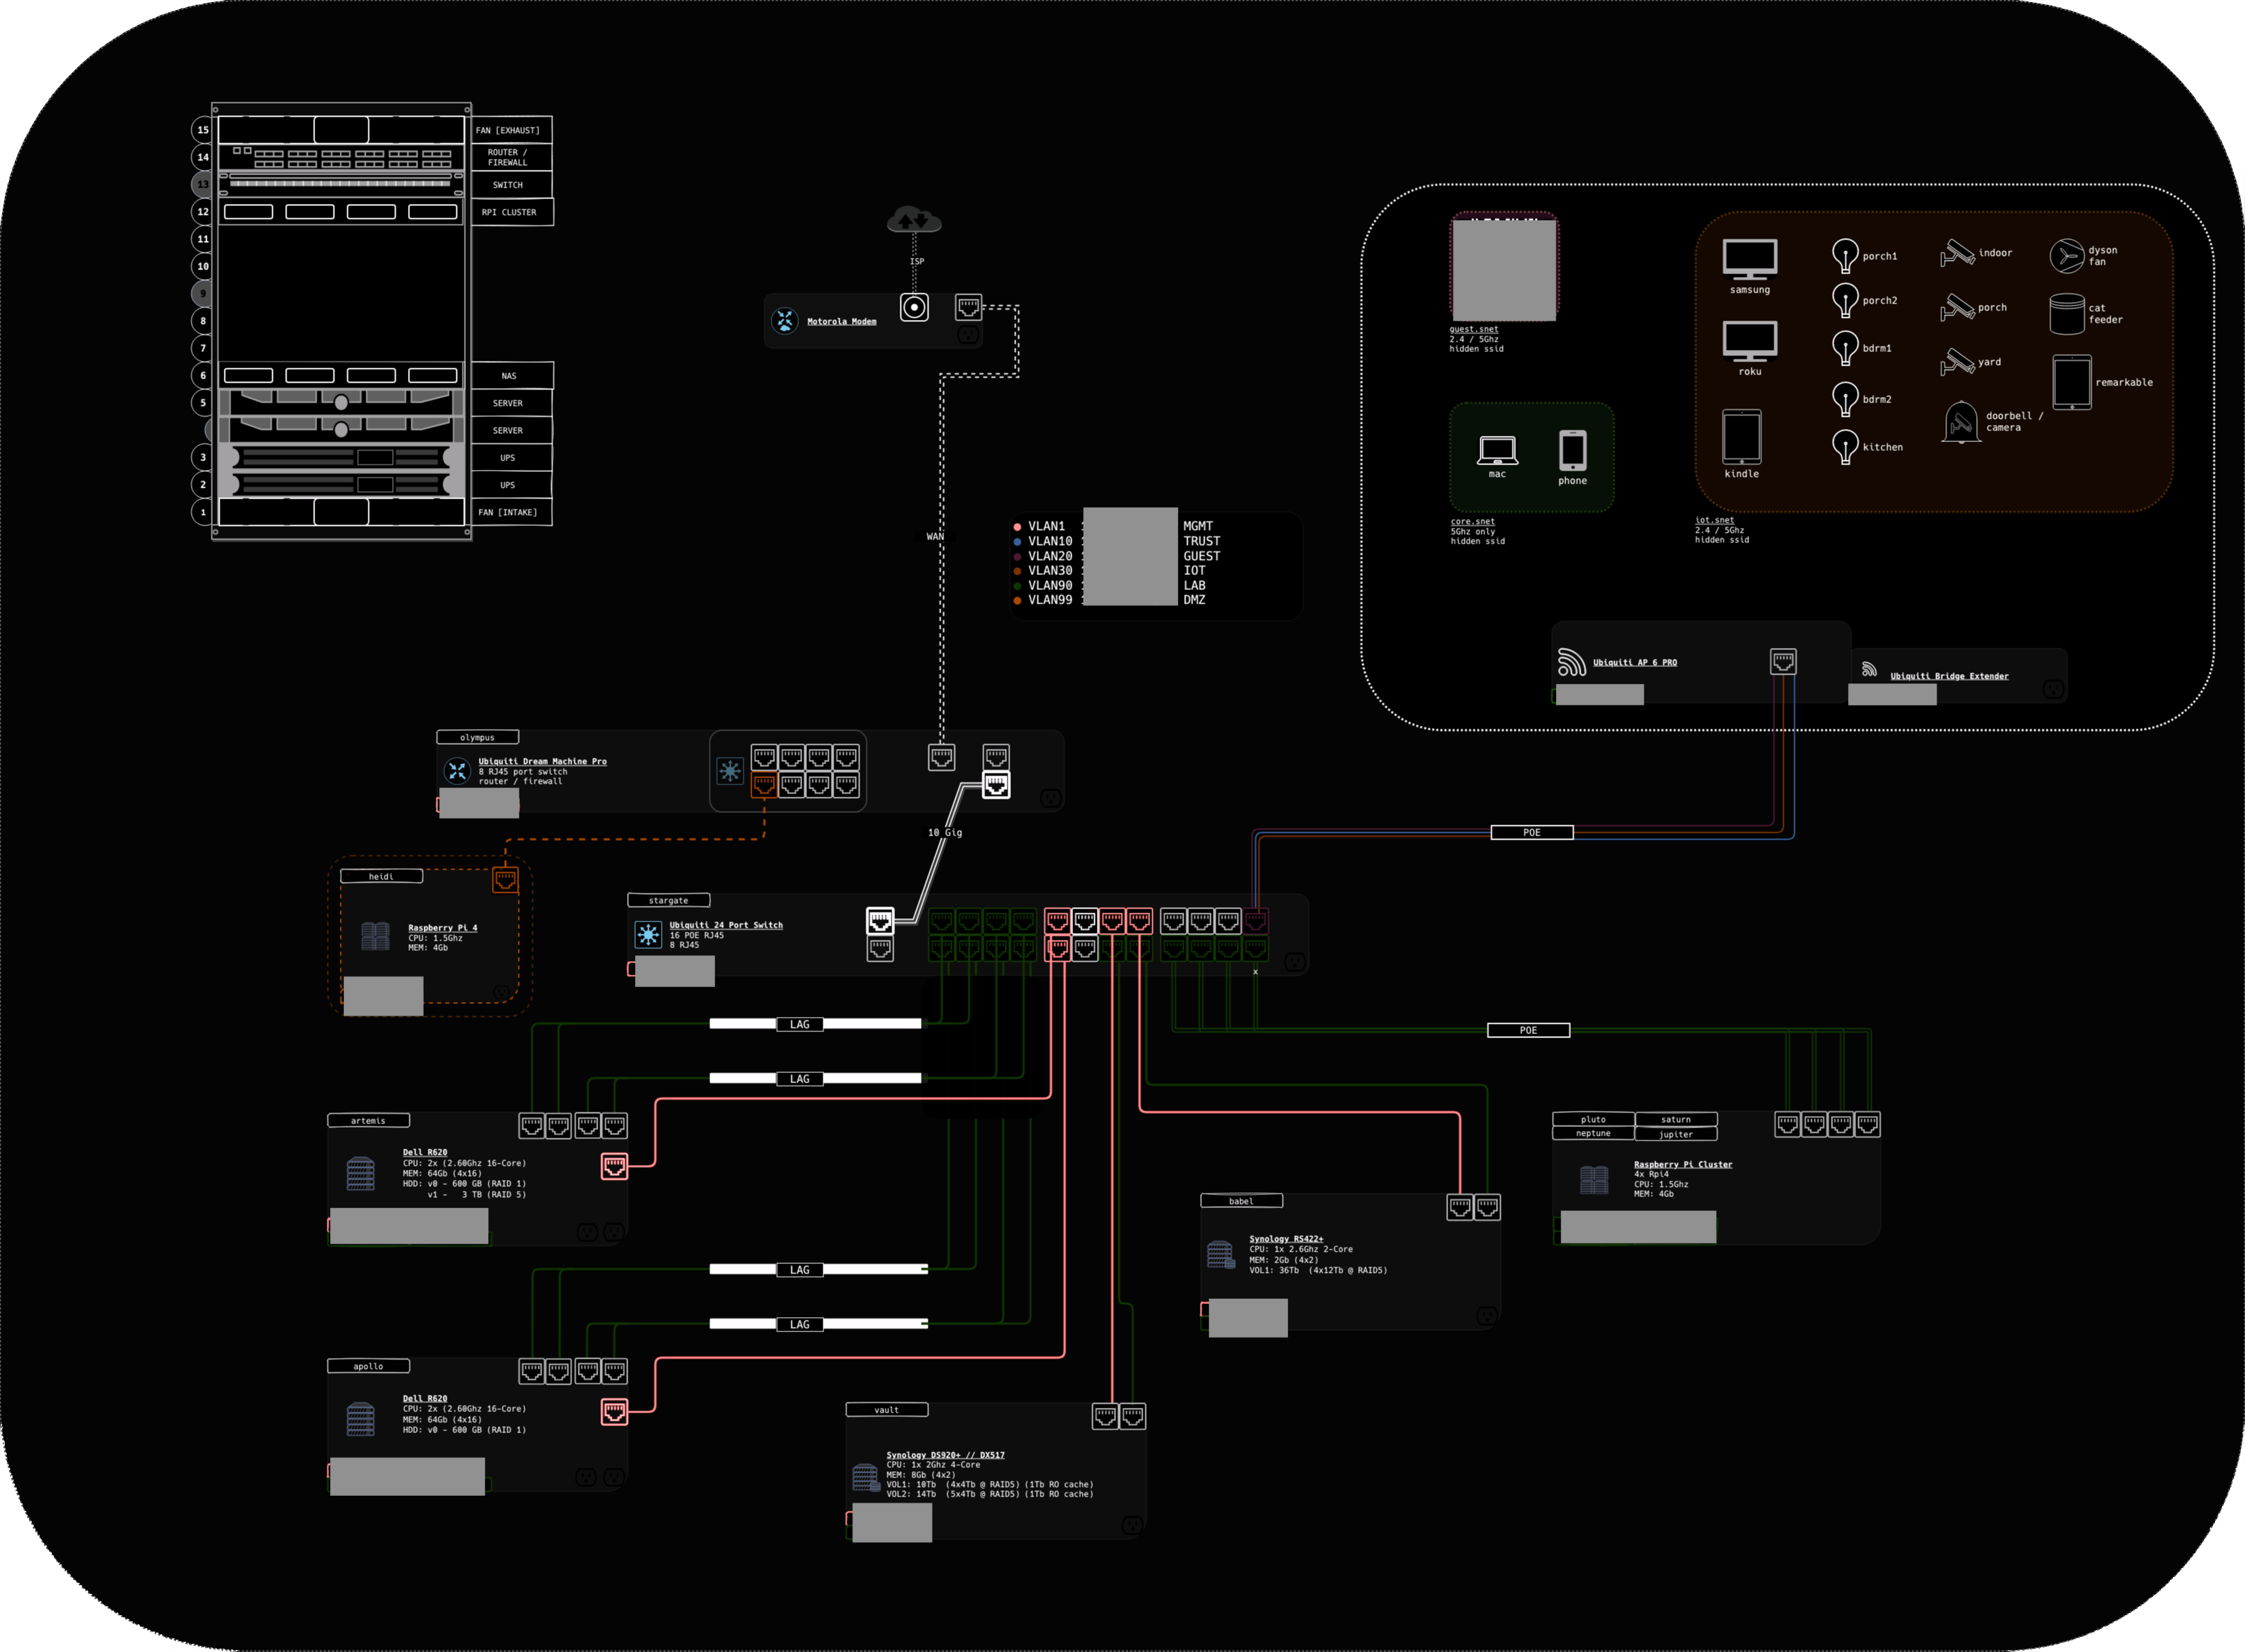 15
FAN [EXHAUST]
14
ROUTER /
FIREWALL
13
SWITCH
12
RPI CLUSTER
11
10
9
8
7
6
NAS
5
SERVER
SERVER
3
UPS
2
UPS
1
FAN [INTAKE]
ISP
Motorola Modem
WAN
VLAN1
MGMT
VLAN10
TRUST
VLAN20
GUEST
VLAN30
IOT
VLAN90
LAB
VLAN99
DMZ
guest.snet
2.4 / 5Ghz
hidden ssid
mac
phone
core.snet
5Ghz only
hidden ssid
samsung
roku
kindle
porch1
porch2
bdrm1
bdrm2
kitchen
indoor
porch
yard
doorbell /
camera
dyson
fan
cat
feeder
remarkable
iot.snet
2.4 / 5Ghz
hidden ssid
Ubiquiti AP 6 PRO
Ubiquiti Bridge Extender
olympus
Ubiquiti Dream Machine Pro
8 RJ45 port switch
router / firewall
10 Gig
POE
heidi
Raspberry Pi 4
CPU: 1.5Ghz
MEM: 4Gb
stargate
Ubiquiti 24 Port Switch
16 POE RJ45
8 RJ45
x
LAG
LAG
POE
artemis
Dell R620
CPU: 2x (2.60Ghz 16-Core)
MEM: 64Gb (4x16)
HDD: v0 - 600 GB (RAID 1)
v1 - 3 TB (RAID 5)
pluto
saturn
neptune
jupiter
Raspberry Pi Cluster
4x Rpi4
CPU: 1.5Ghz
MEM: 4Gb
babel
Synology RS422+
CPU: 1x 2.6Ghz 2-Core
MEM: 2Gb (4x2)
VOL1: 36Tb (4x12Tb @ RAID5)
LAG
LAG
apollo
Dell R620
CPU: 2x (2.60Ghz 16-Core)
MEM: 64Gb (4x16)
HDD: v0 - 600 GB (RAID 1)
vault
Synology DS920+ // DX517
CPU: 1x 2Ghz 4-Core
MEM: 8Gb (4x2)
VOL1: 10Tb (4x4Tb @ RAID5) (1Tb RO cache)
VOL2: 14Tb (5x4Tb @ RAID5) (1Tb RO cache)